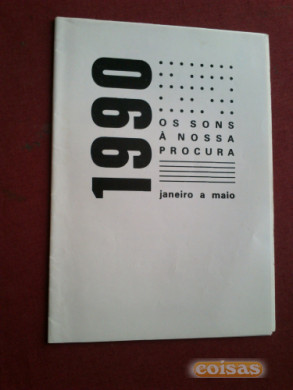 1990
OS SONS
À NOSSA
PROCURA
janeiro a maio
coisas